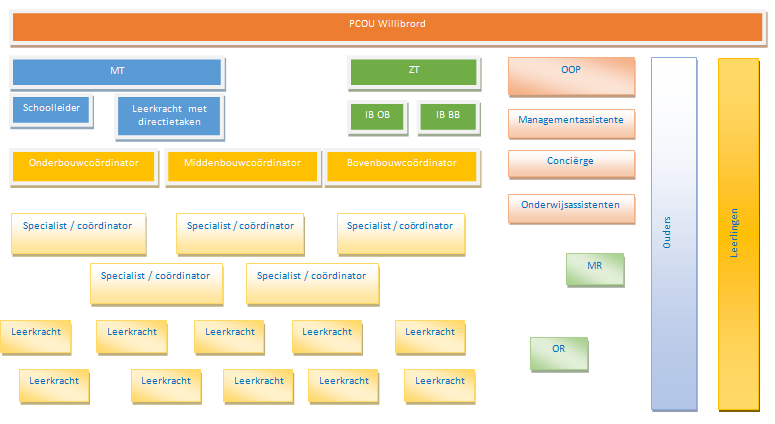 PCOU Willibrord
MT
ZT
OOP
Schoolleider
Leerkracht met
directietaken
IB OB
IB BB
Managementassistente
Onderbouwcoördinator
Middenbouwcoördinator
Bovenbouwcoördinator
Conciërge
Onderwijsassistenten
Specialist / coördinator
Specialist / coördinator
Specialist / coördinator
Ouders
Leerlingen
Specialist / coördinator
Specialist / coördinator
MR
Leerkracht
Leerkracht
Leerkracht
Leerkracht
Leerkracht
OR
Leerkracht
Leerkracht
Leerkracht
Leerkracht
Leerkracht